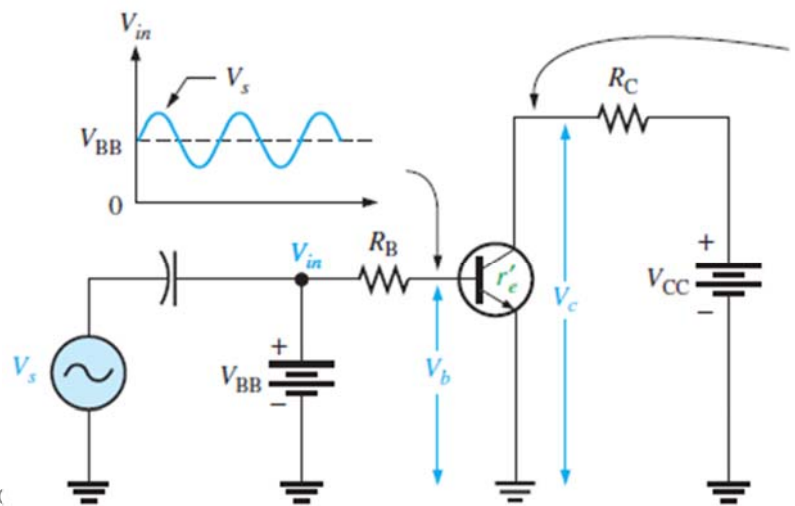 V_in
V_s
V_BB
0
R_C
V_in
R_B
r'_e
V_c
+
V_CC
−
V_s
+
V_BB
−
V_b